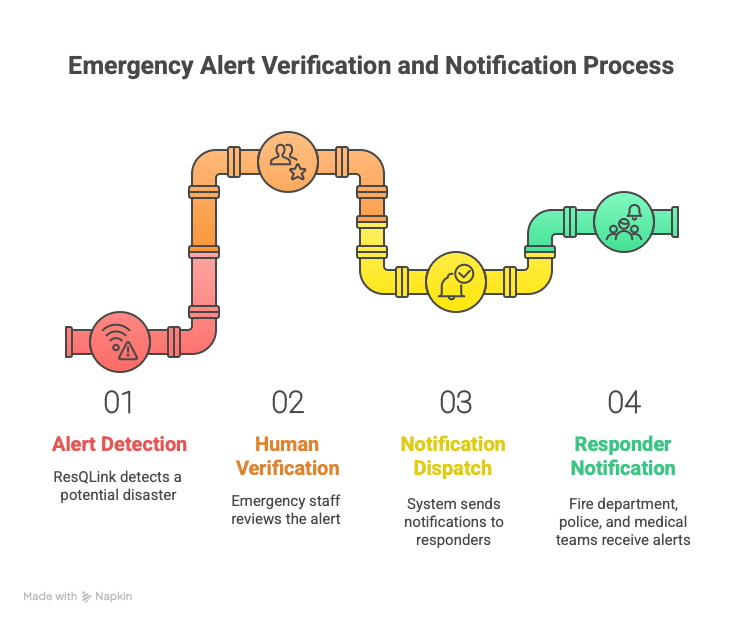 Emergency Alert Verification and Notification Process
01
Alert Detection
ResQLink detects a
potential disaster
02
Human
Verification
Emergency staff
reviews the alert
03
Notification
Dispatch
System sends
notifications to
responders
04
Responder
Notification
Fire department,
police, and medical
teams receive alerts
Made with Napkin